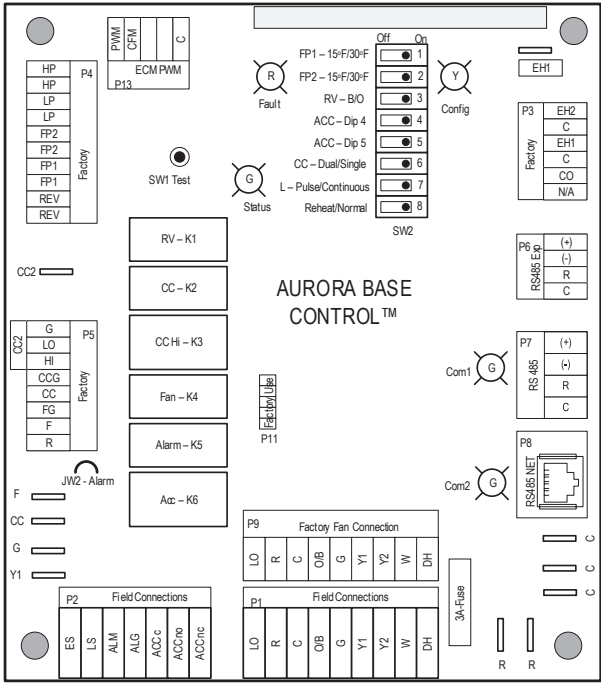 PWM
CFM
C
ECM PWM
P13
HP
HP
LP
LP
FP2
FP2
FP1
FP1
REV
REV
P4
Factory
R
Fault
Off On
FP1 – 15ºF/30ºF 1
FP2 – 15ºF/30ºF 2
RV – B/O 3
ACC – Dip 4 4
ACC – Dip 5 5
CC – Dual/Single 6
L – Pulse/Continuous 7
Reheat/Normal 8
SW2
Y
Config
EH1
P3
Factory
EH2
C
EH1
C
CO
N/A
SW1 Test
G
Status
RV – K1
CC – K2
CC Hi – K3
Fan – K4
Alarm – K5
Acc – K6
AURORA BASE
CONTROL™
P6
RS485 Exp
(+)
(-)
R
C
CC2
CC2
G
LO
HI
CCG
CC
FG
F
R
P5
Factory
JW2 - Alarm
Factory Use
P11
Com1
G
P7
RS 485
(+)
(-)
R
C
Com2
G
P8
RS485 NET
F
CC
G
Y1
P9 Factory Fan Connection
LO
R
C
O/B
G
Y1
Y2
W
DH
P2 Field Connections
ES
LS
ALM
ALG
ACC c
ACC no
ACC nc
P1 Field Connections
LO
R
C
O/B
G
Y1
Y2
W
DH
3A-Fuse
C
C
C
R R